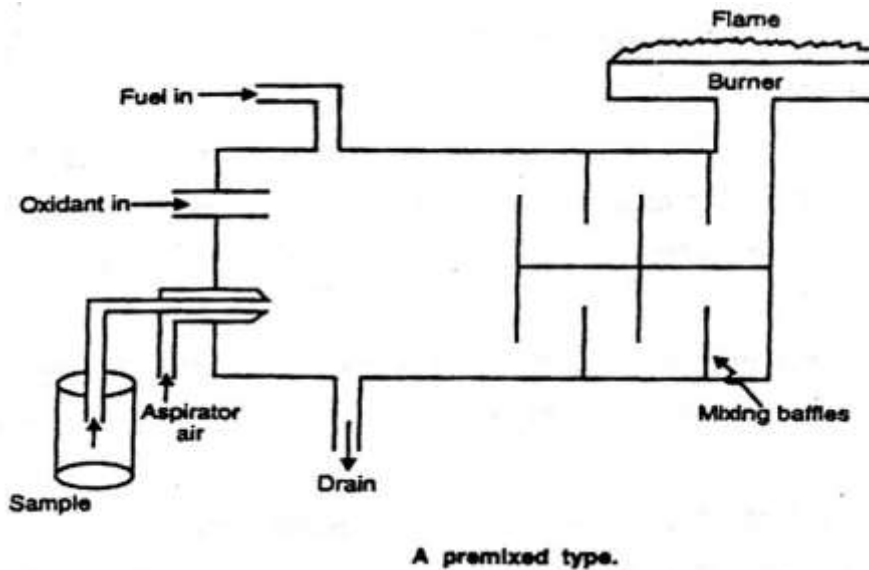 Flame
Burner
Fuel in
Oxidant in
Aspirator
air
Mixing baffles
Sample
Drain
A premixed type.